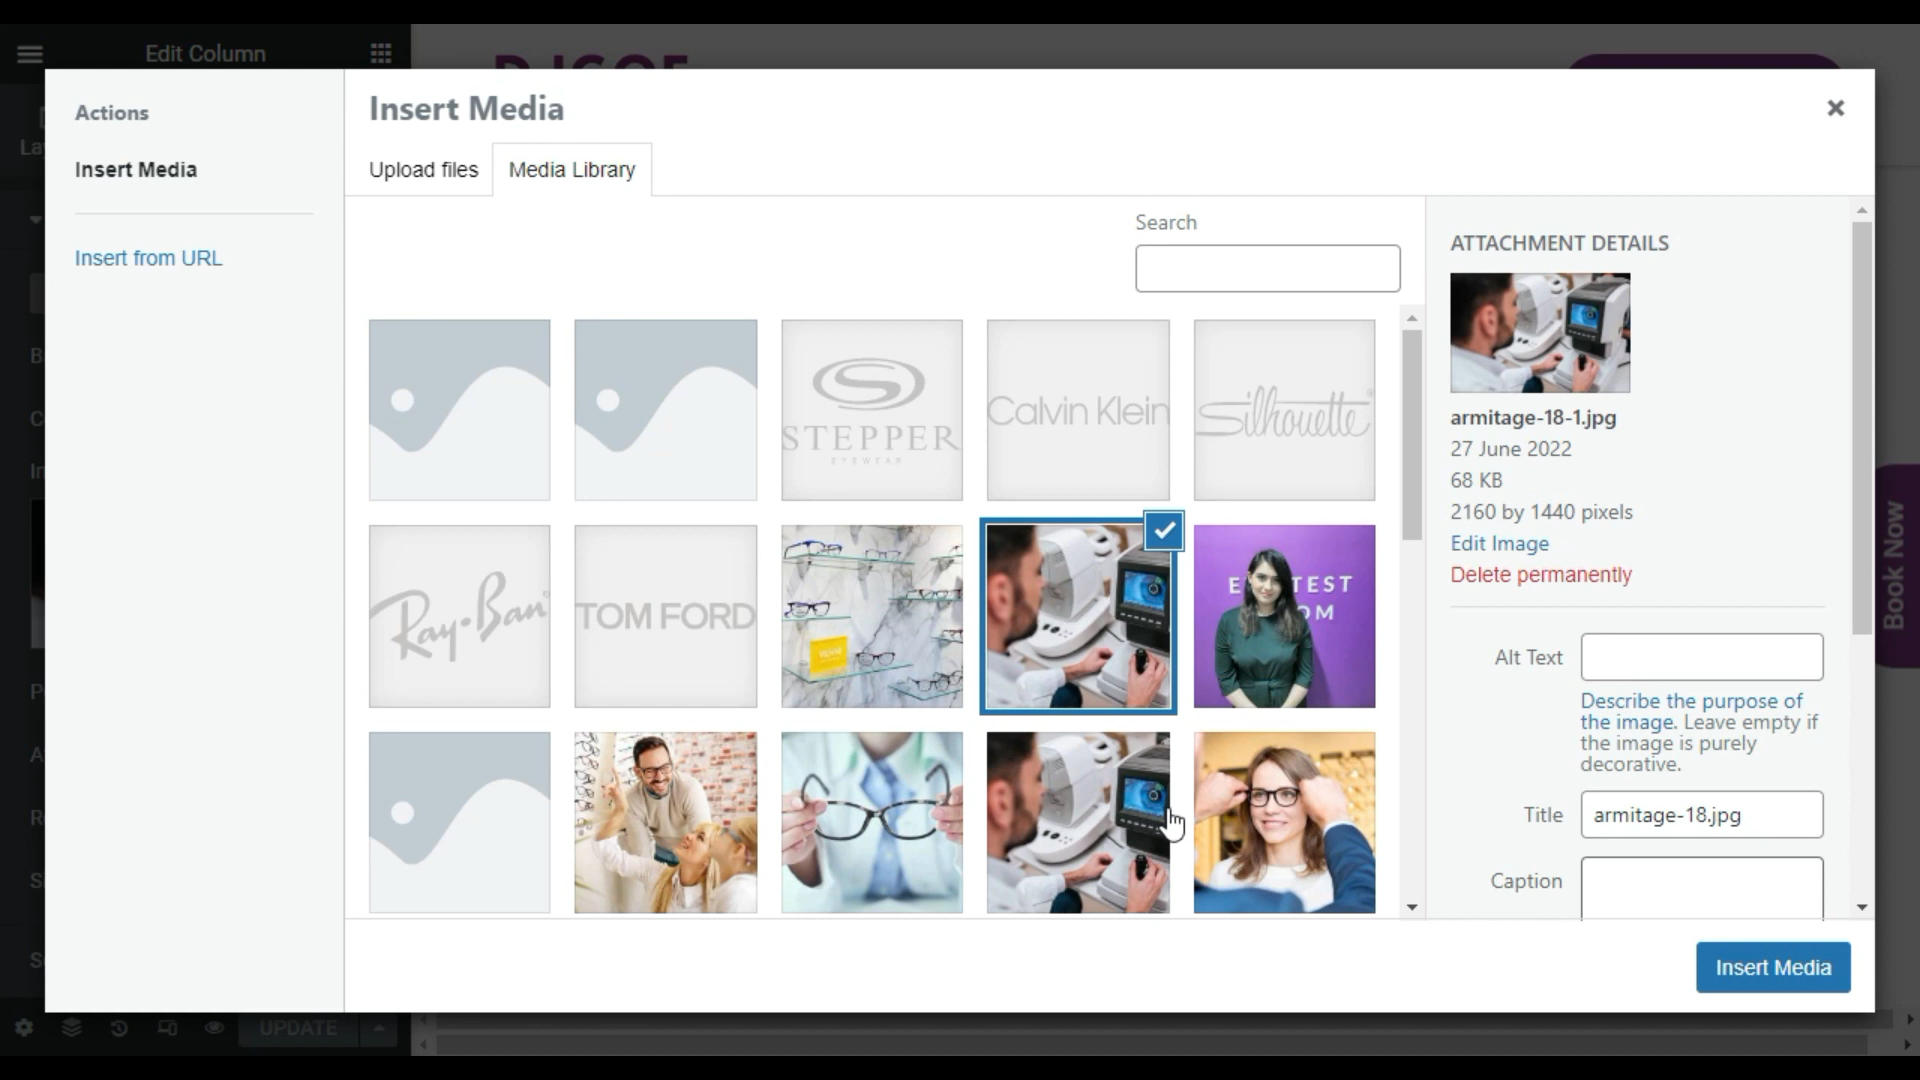 Edit Column
Actions
Insert Media
Insert from URL
Insert Media
Upload files
Media Library
Search
STEPPER
EYEWEAR
Calvin Klein
Silhouette
Ray-Ban
TOM FORD
TEST
OM
ATTACHMENT DETAILS
armitage-18-1.jpg
27 June 2022
68 KB
2160 by 1440 pixels
Edit Image
Delete permanently
Alt Text
Describe the purpose of
the image. Leave empty if
the image is purely
decorative.
Title
armitage-18.jpg
Caption
Insert Media
Book Now
UPDATE